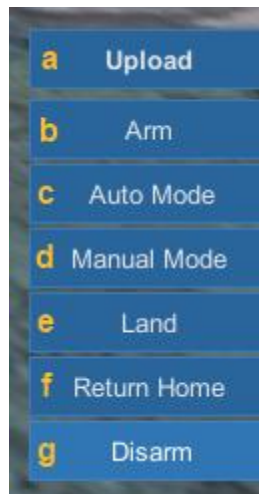 a Upload
b Arm
c Auto Mode
d Manual Mode
e Land
f Return Home
g Disarm